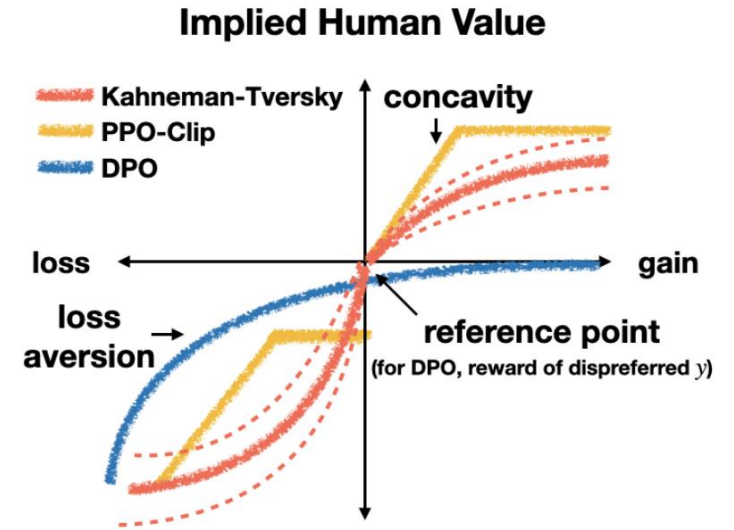 Implied Human Value
Kahneman-Tversky
PPO-Clip
DPO
concavity
loss
gain
loss
aversion
reference point
(for DPO, reward of dispreferred y)